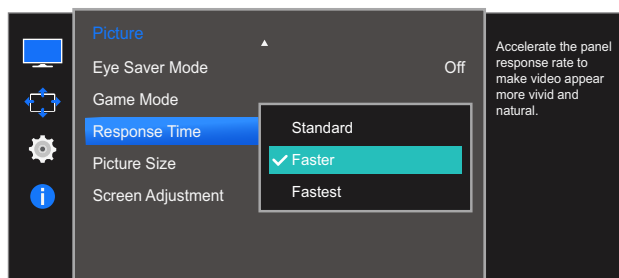 Picture
Eye Saver Mode Off
Game Mode
Response Time
Picture Size
Screen Adjustment
Standard
Faster
Fastest
Accelerate the panel
response rate to
make video appear
more vivid and
natural.